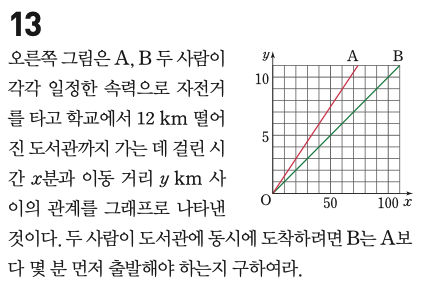 13
오른쪽 그림은 A, B 두 사람이
각각 일정한 속력으로 자전거
를 타고 학교에서 12 km 떨어
진 도서관까지 가는 데 걸린 시
간 x분과 이동 거리 y km 사
이의 관계를 그래프로 나타낸
것이다. 두 사람이 도서관에 동시에 도착하려면 B는 A보
다 몇 분 먼저 출발해야 하는지 구하여라.
y A B
10
5
O 50 100 x